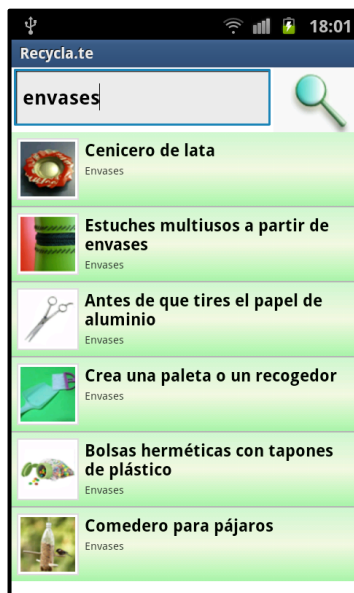 18:01
Recycla.te
envases
Cenicero de lata
Envases
Estuches multiusos a partir de
envases
Envases
Antes de que tires el papel de
aluminio
Envases
Crea una paleta o un recogedor
Envases
Bolsas herméticas con tapones
de plástico
Envases
Comedero para pájaros
Envases